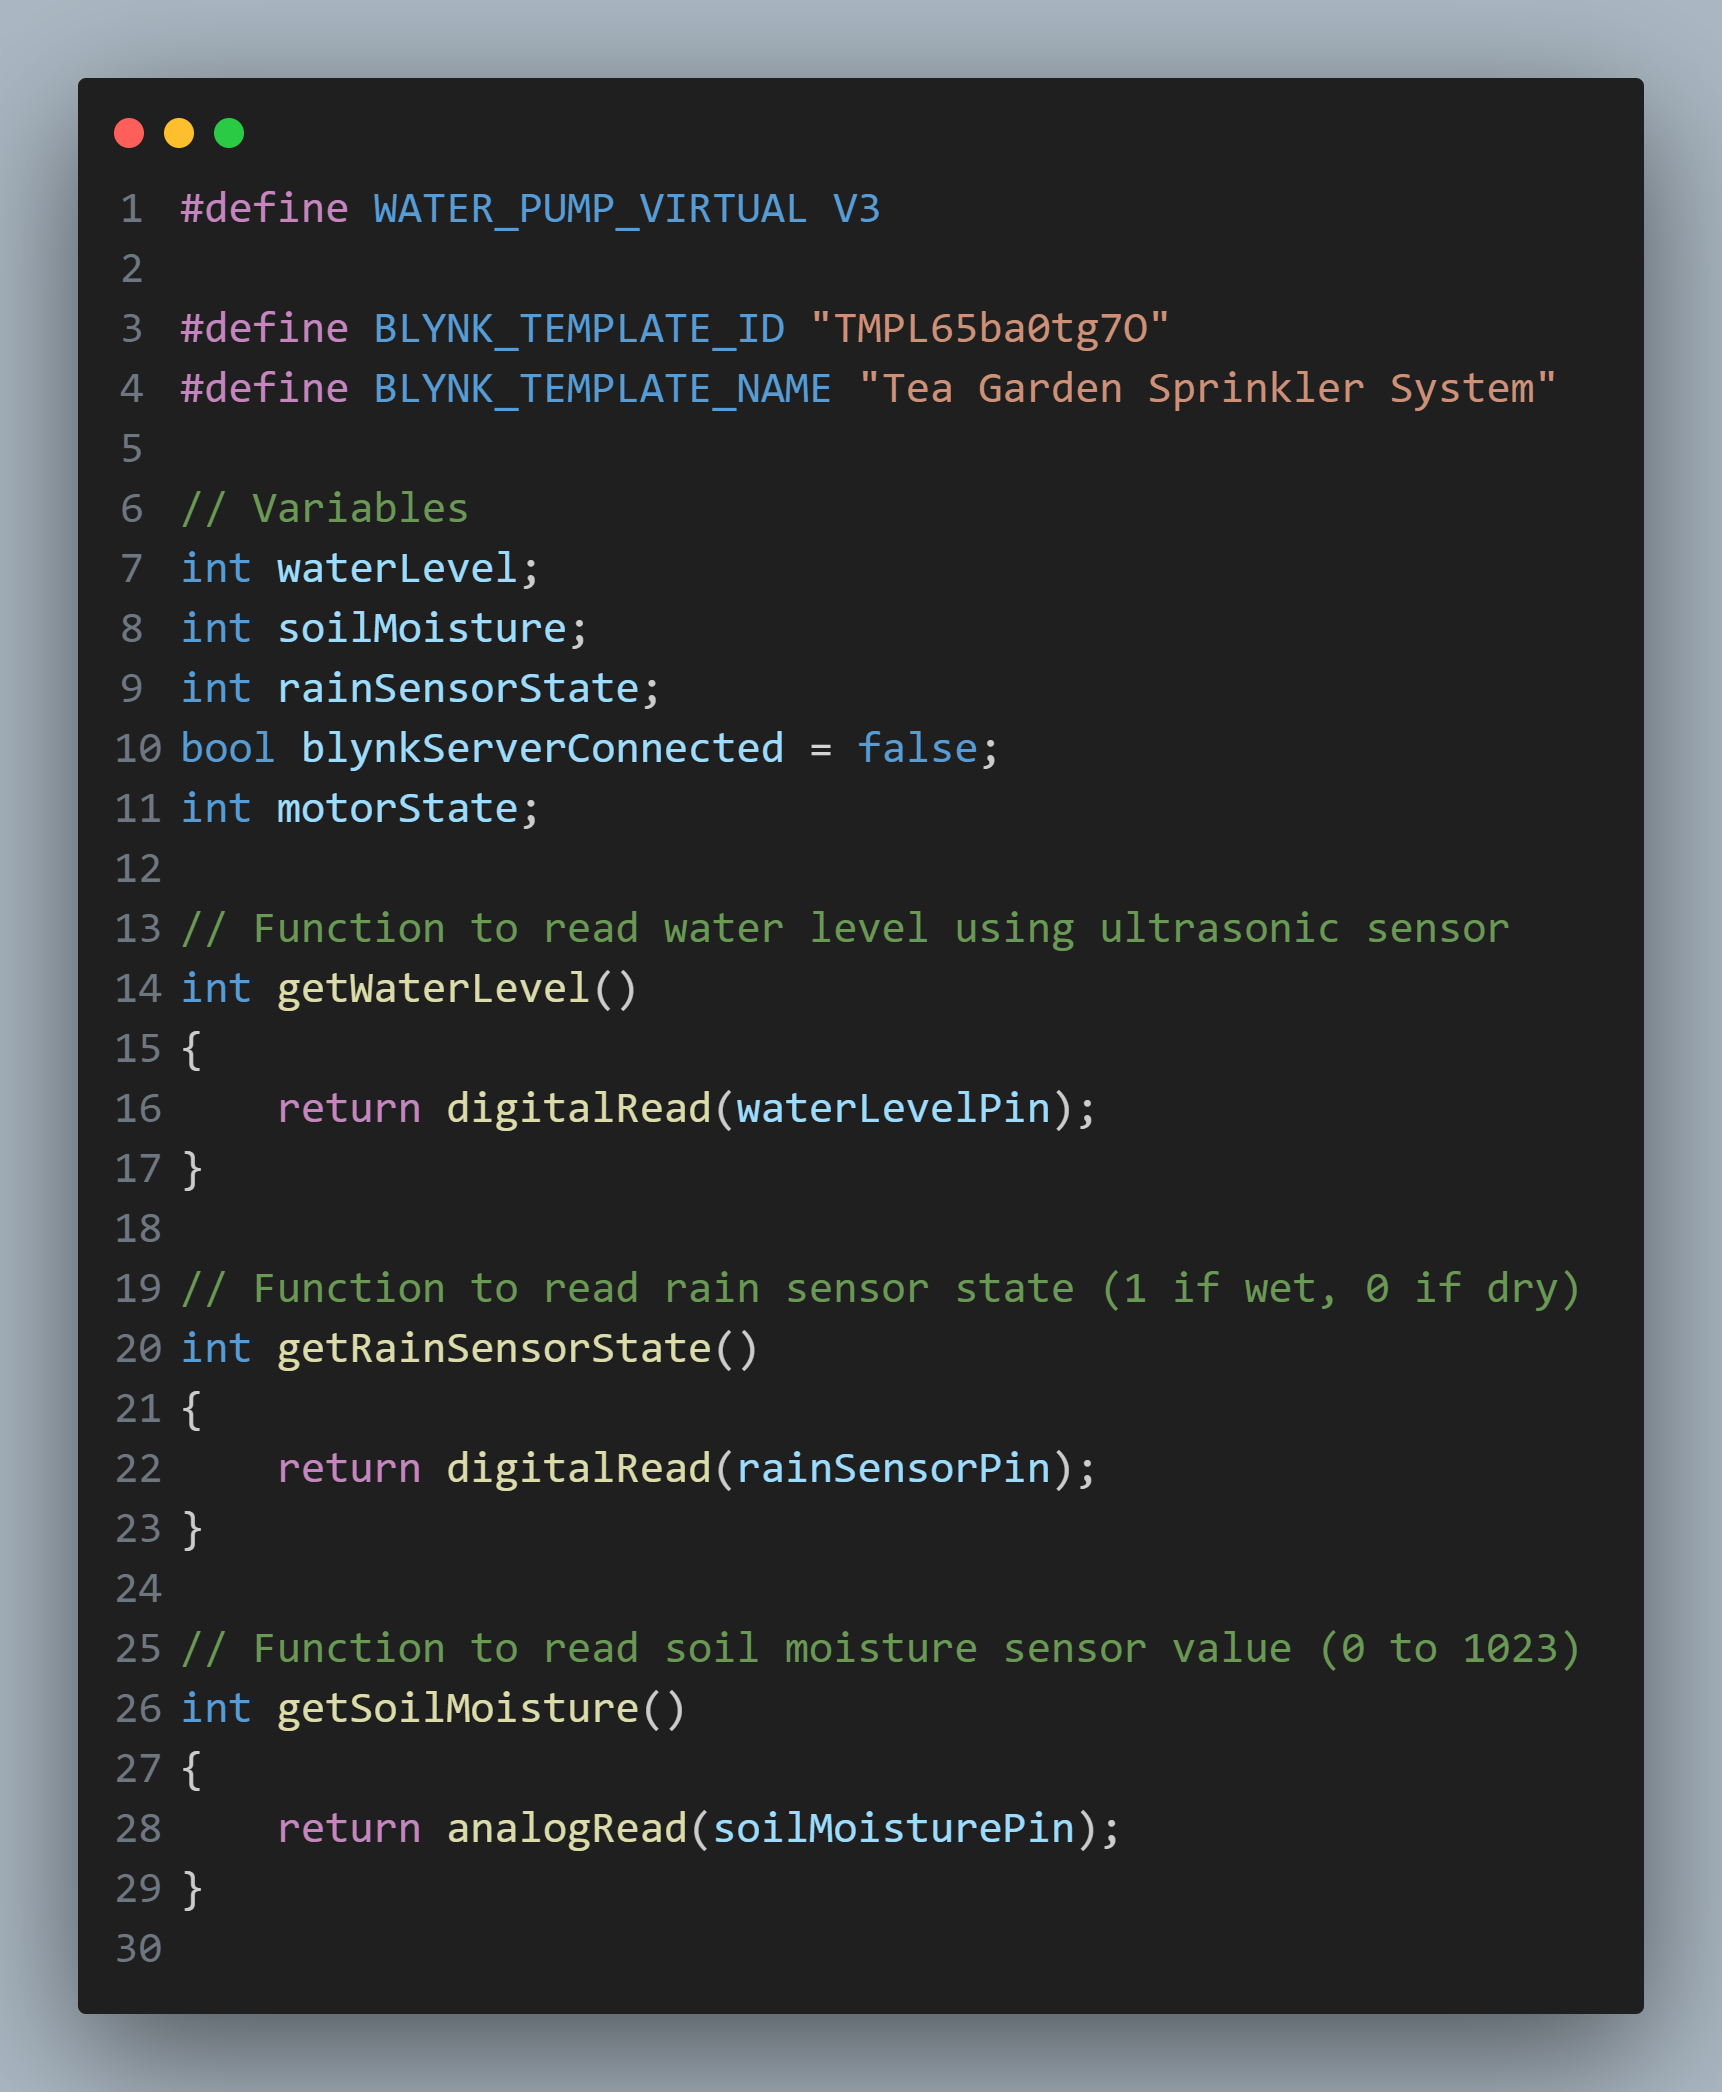 1 #define WATER_PUMP_VIRTUAL V3
2
3 #define BLYNK_TEMPLATE_ID "TMPL65ba0tg7O"
4 #define BLYNK_TEMPLATE_NAME "Tea Garden Sprinkler System"
5
6 // Variables
7 int waterLevel;
8 int soilMoisture;
9 int rainSensorState;
10 bool blynkServerConnected = false;
11 int motorState;
12
13 // Function to read water level using ultrasonic sensor
14 int getWaterLevel()
15 {
16     return digitalRead(waterLevelPin);
17 }
18
19 // Function to read rain sensor state (1 if wet, 0 if dry)
20 int getRainSensorState()
21 {
22     return digitalRead(rainSensorPin);
23 }
24
25 // Function to read soil moisture sensor value (0 to 1023)
26 int getSoilMoisture()
27 {
28     return analogRead(soilMoisturePin);
29 }
30